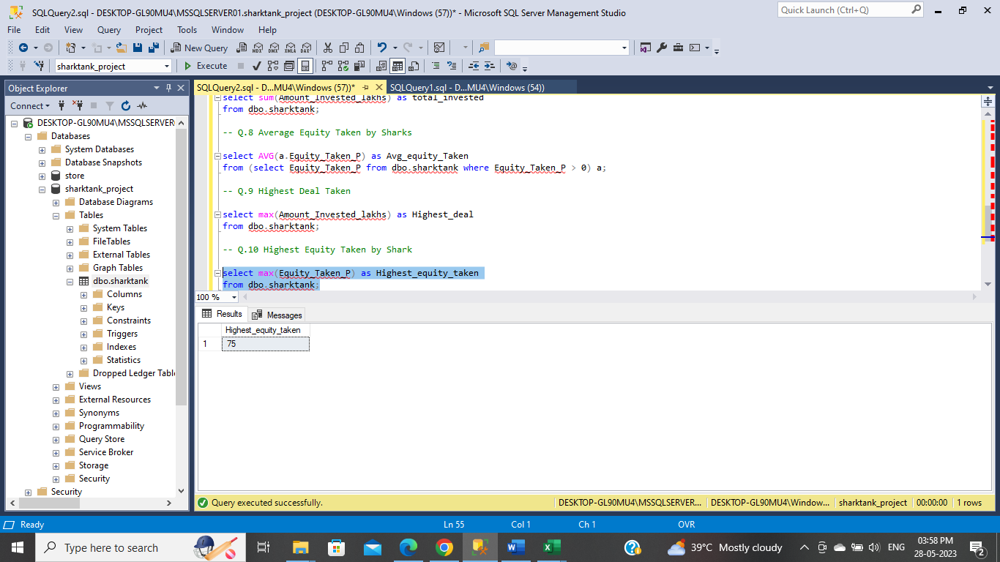 SQLQuery2.sql - DESKTOP-GL90MU4\MSSQLSERVER01.sharktank_project (DESKTOP-GL90MU4\Windows (57))* - Microsoft SQL Server Management Studio
Quick Launch (Ctrl+Q)
File Edit View Query Project Tools Window Help
New Query MDX DMX XMLA DAX
sharktank_project Execute
Object Explorer
SQLQuery2.sql - D...MU4\Windows (57))* SQLQuery1.sql - D...MU4\Windows (54))
Connect
DESKTOP-GL90MU4\MSSQLSERVER
Databases
System Databases
Database Snapshots
store
sharktank_project
Database Diagrams
Tables
System Tables
FileTables
External Tables
Graph Tables
dbo.sharktank
Columns
Keys
Constraints
Triggers
Indexes
Statistics
Dropped Ledger Tabl
Views
External Resources
Synonyms
Programmability
Query Store
Service Broker
Storage
Security
Security
select sum(Amount_Invested_lakhs) as total_invested
from dbo.sharktank;
-- Q.8 Average Equity Taken by Sharks
select AVG(a.Equity_Taken_P) as Avg_equity_Taken
from (select Equity_Taken_P from dbo.sharktank where Equity_Taken_P > 0) a;
-- Q.9 Highest Deal Taken
select max(Amount_Invested_lakhs) as Highest_deal
from dbo.sharktank;
-- Q.10 Highest Equity Taken by Shark
select max(Equity_Taken_P) as Highest_equity_taken
from dbo.sharktank;
100 %
Results Messages
Highest_equity_taken
1 75
Query executed successfully. DESKTOP-GL90MU4\MSSQLSERVER... DESKTOP-GL90MU4\Window... sharktank_project 00:00:00 1 rows
Ready Ln 55 Col 1 Ch 1 OVR
Type here to search
39°C Mostly cloudy ENG 03:58 PM
28-05-2023
2